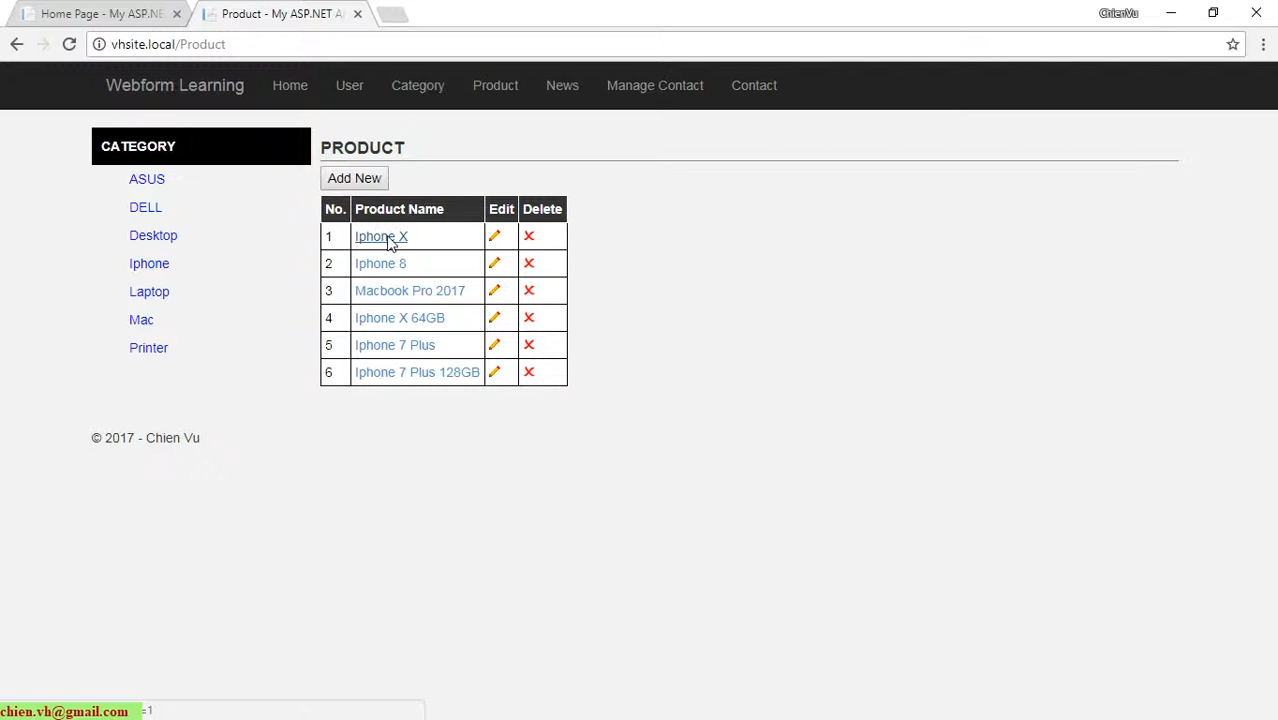 Home Page - My ASP.NE
Product - My ASP.NET A
ChienVu
vhsite.local/Product
Webform Learning Home User Category Product News Manage Contact Contact
CATEGORY
ASUS
DELL
Desktop
Iphone
Laptop
Mac
Printer
PRODUCT
Add New
No. Product Name Edit Delete
1 Iphone X
2 Iphone 8
3 Macbook Pro 2017
4 Iphone X 64GB
5 Iphone 7 Plus
6 Iphone 7 Plus 128GB
© 2017 - Chien Vu
chien.vh@gmail.com =1